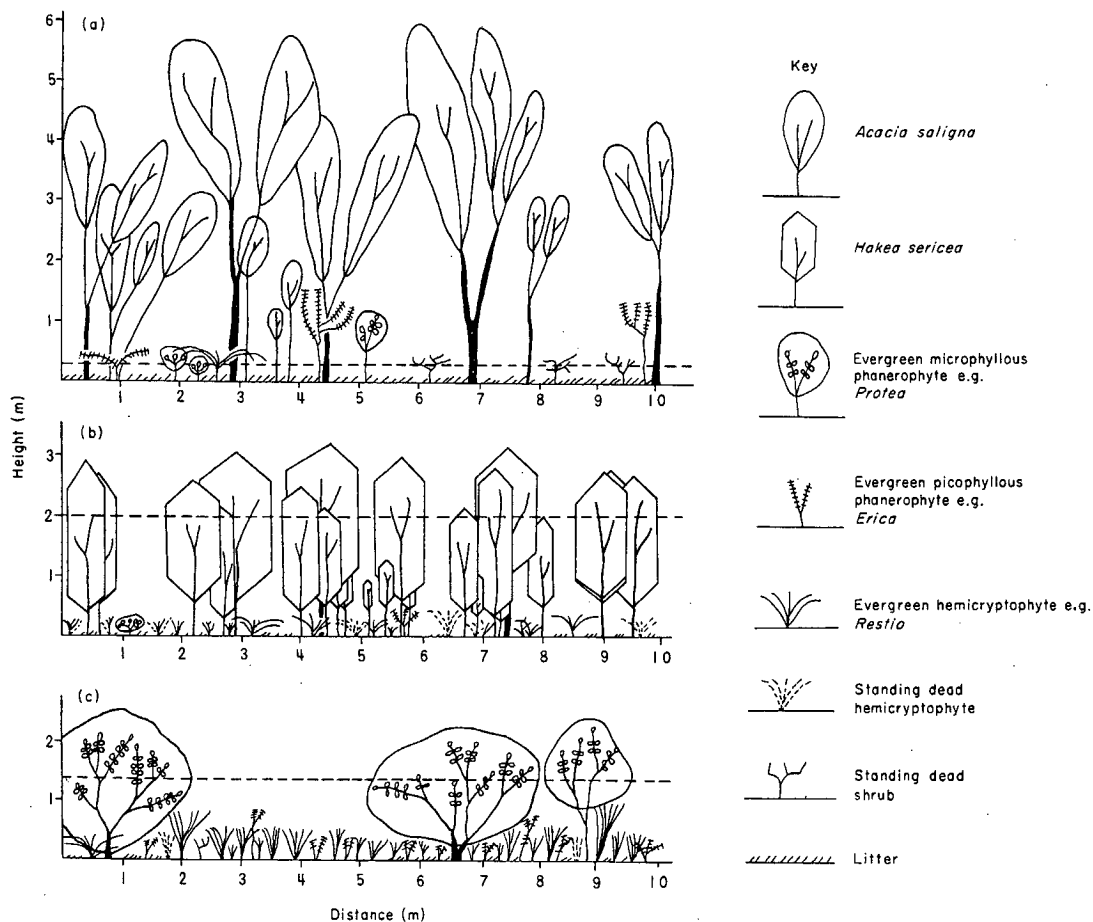 (a)
6
5
4
3
2
1
1 2 3 4 5 6 7 8 9 10
Height (m)
(b)
3
2
1
1 2 3 4 5 6 7 8 9 10
(c)
2
1
1 2 3 4 5 6 7 8 9 10
Distance (m)
Key
Acacia saligna
Hakea sericea
Evergreen microphyllous
phanerophyte e.g.
Protea
Evergreen picophyllous
phanerophyte e.g.
Erica
Evergreen hemicryptophyte e.g.
Restia
Standing dead
hemicryptophyte
Standing dead
shrub
Litter